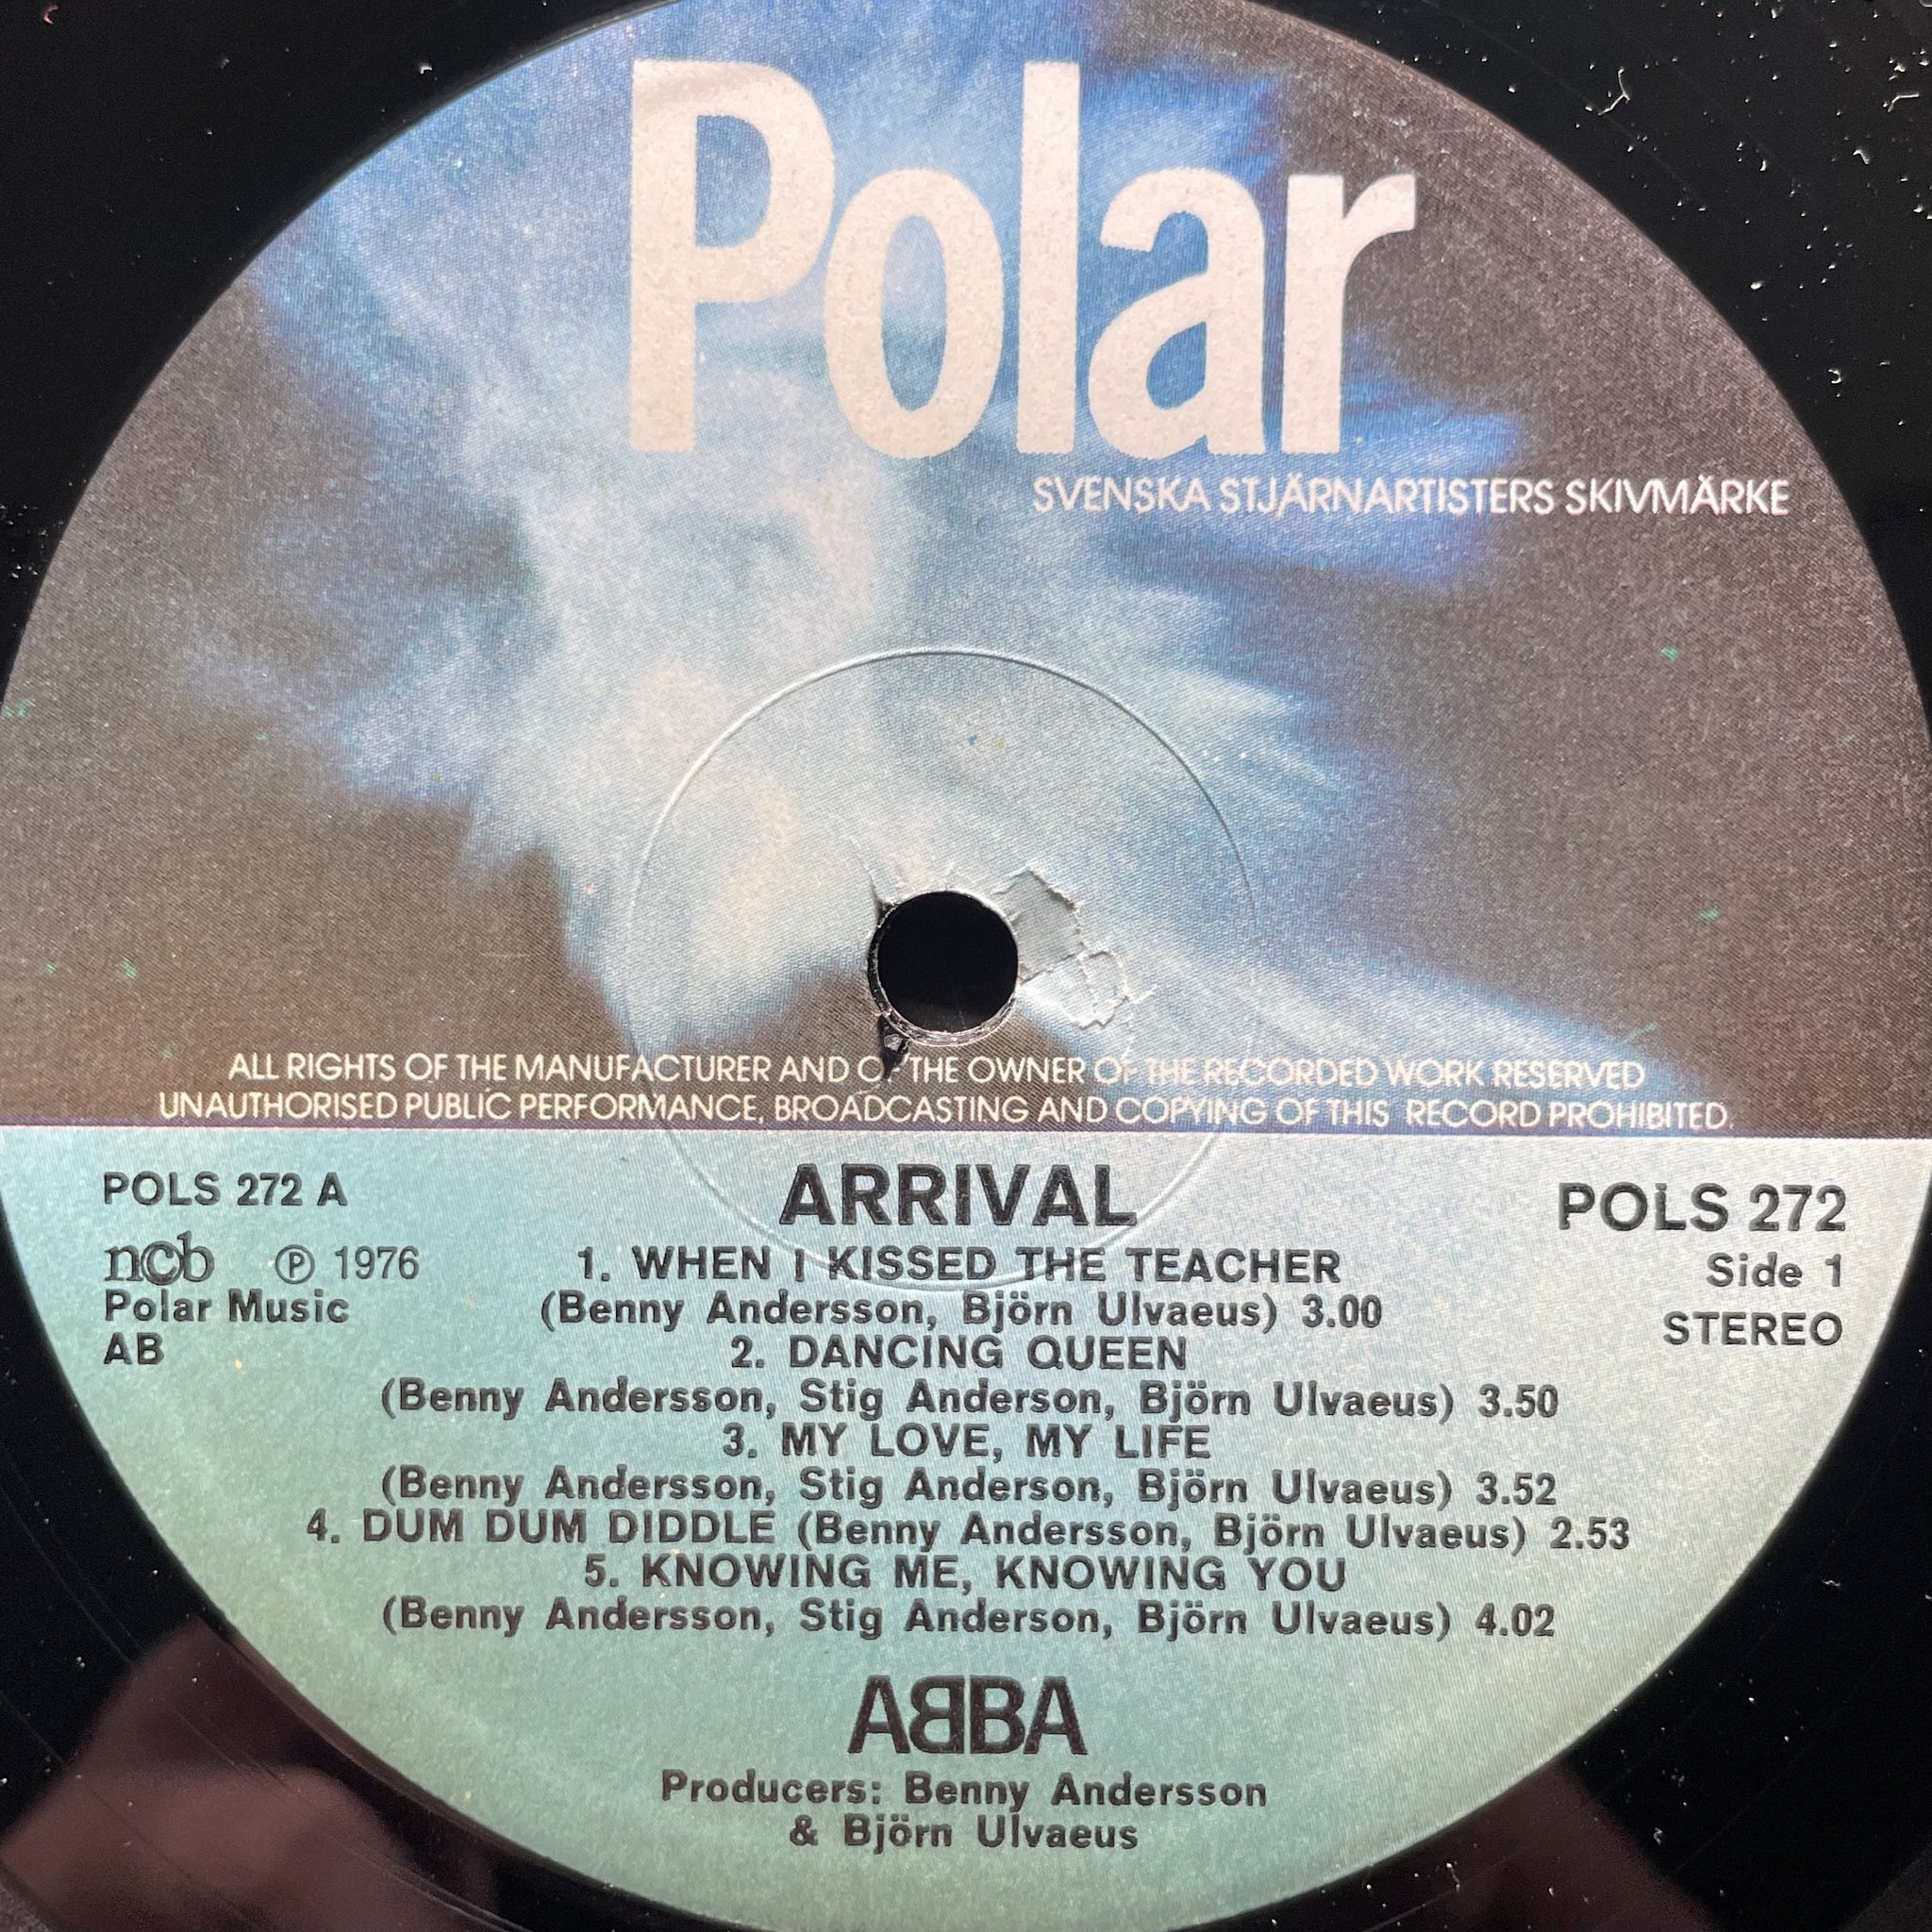 Polar
SVENSKA STJÄRNARTISTERS SKIVMÄRKE
ALL RIGHTS OF THE MANUFACTURER AND OF THE OWNER OF THE RECORDED WORK RESERVED
UNAUTHORISED PUBLIC PERFORMANCE, BROADCASTING AND COPYING OF THIS RECORD PROHIBITED.
POLS 272 A
ncb ℗ 1976
Polar Music
AB
ARRIVAL
1. WHEN I KISSED THE TEACHER
(Benny Andersson, Björn Ulvaeus) 3.00
2. DANCING QUEEN
(Benny Andersson, Stig Anderson, Björn Ulvaeus) 3.50
3. MY LOVE, MY LIFE
(Benny Andersson, Stig Anderson, Björn Ulvaeus) 3.52
4. DUM DUM DIDDLE (Benny Andersson, Björn Ulvaeus) 2.53
5. KNOWING ME, KNOWING YOU
(Benny Andersson, Stig Anderson, Björn Ulvaeus) 4.02
POLS 272
Side 1
STEREO
ABBA
Producers: Benny Andersson
& Björn Ulvaeus